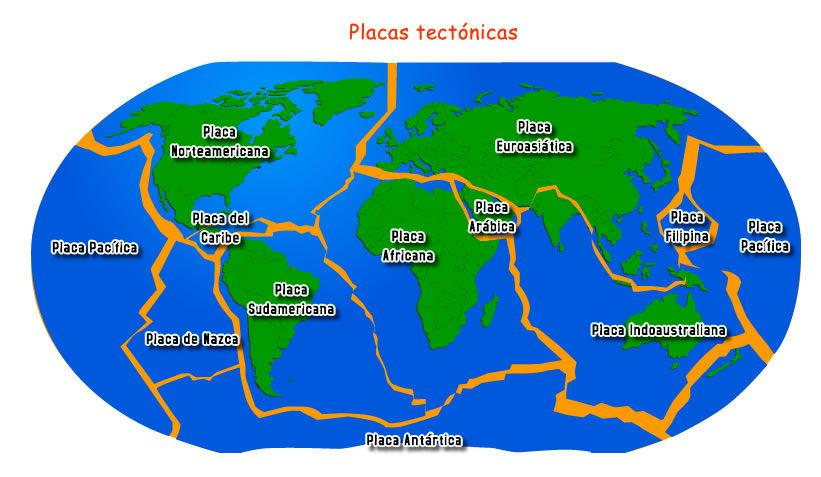 Placas tectónicas
Placa
Norteamericana
Placa
Euroasiática
Placa del
Caribe
Placa
Arábica
Placa
Filipina
Placa Pacífica
Placa
Africana
Placa
Pacífica
Placa
Sudamericana
Placa de Nazca
Placa Indoaustraliana
Placa Antártica